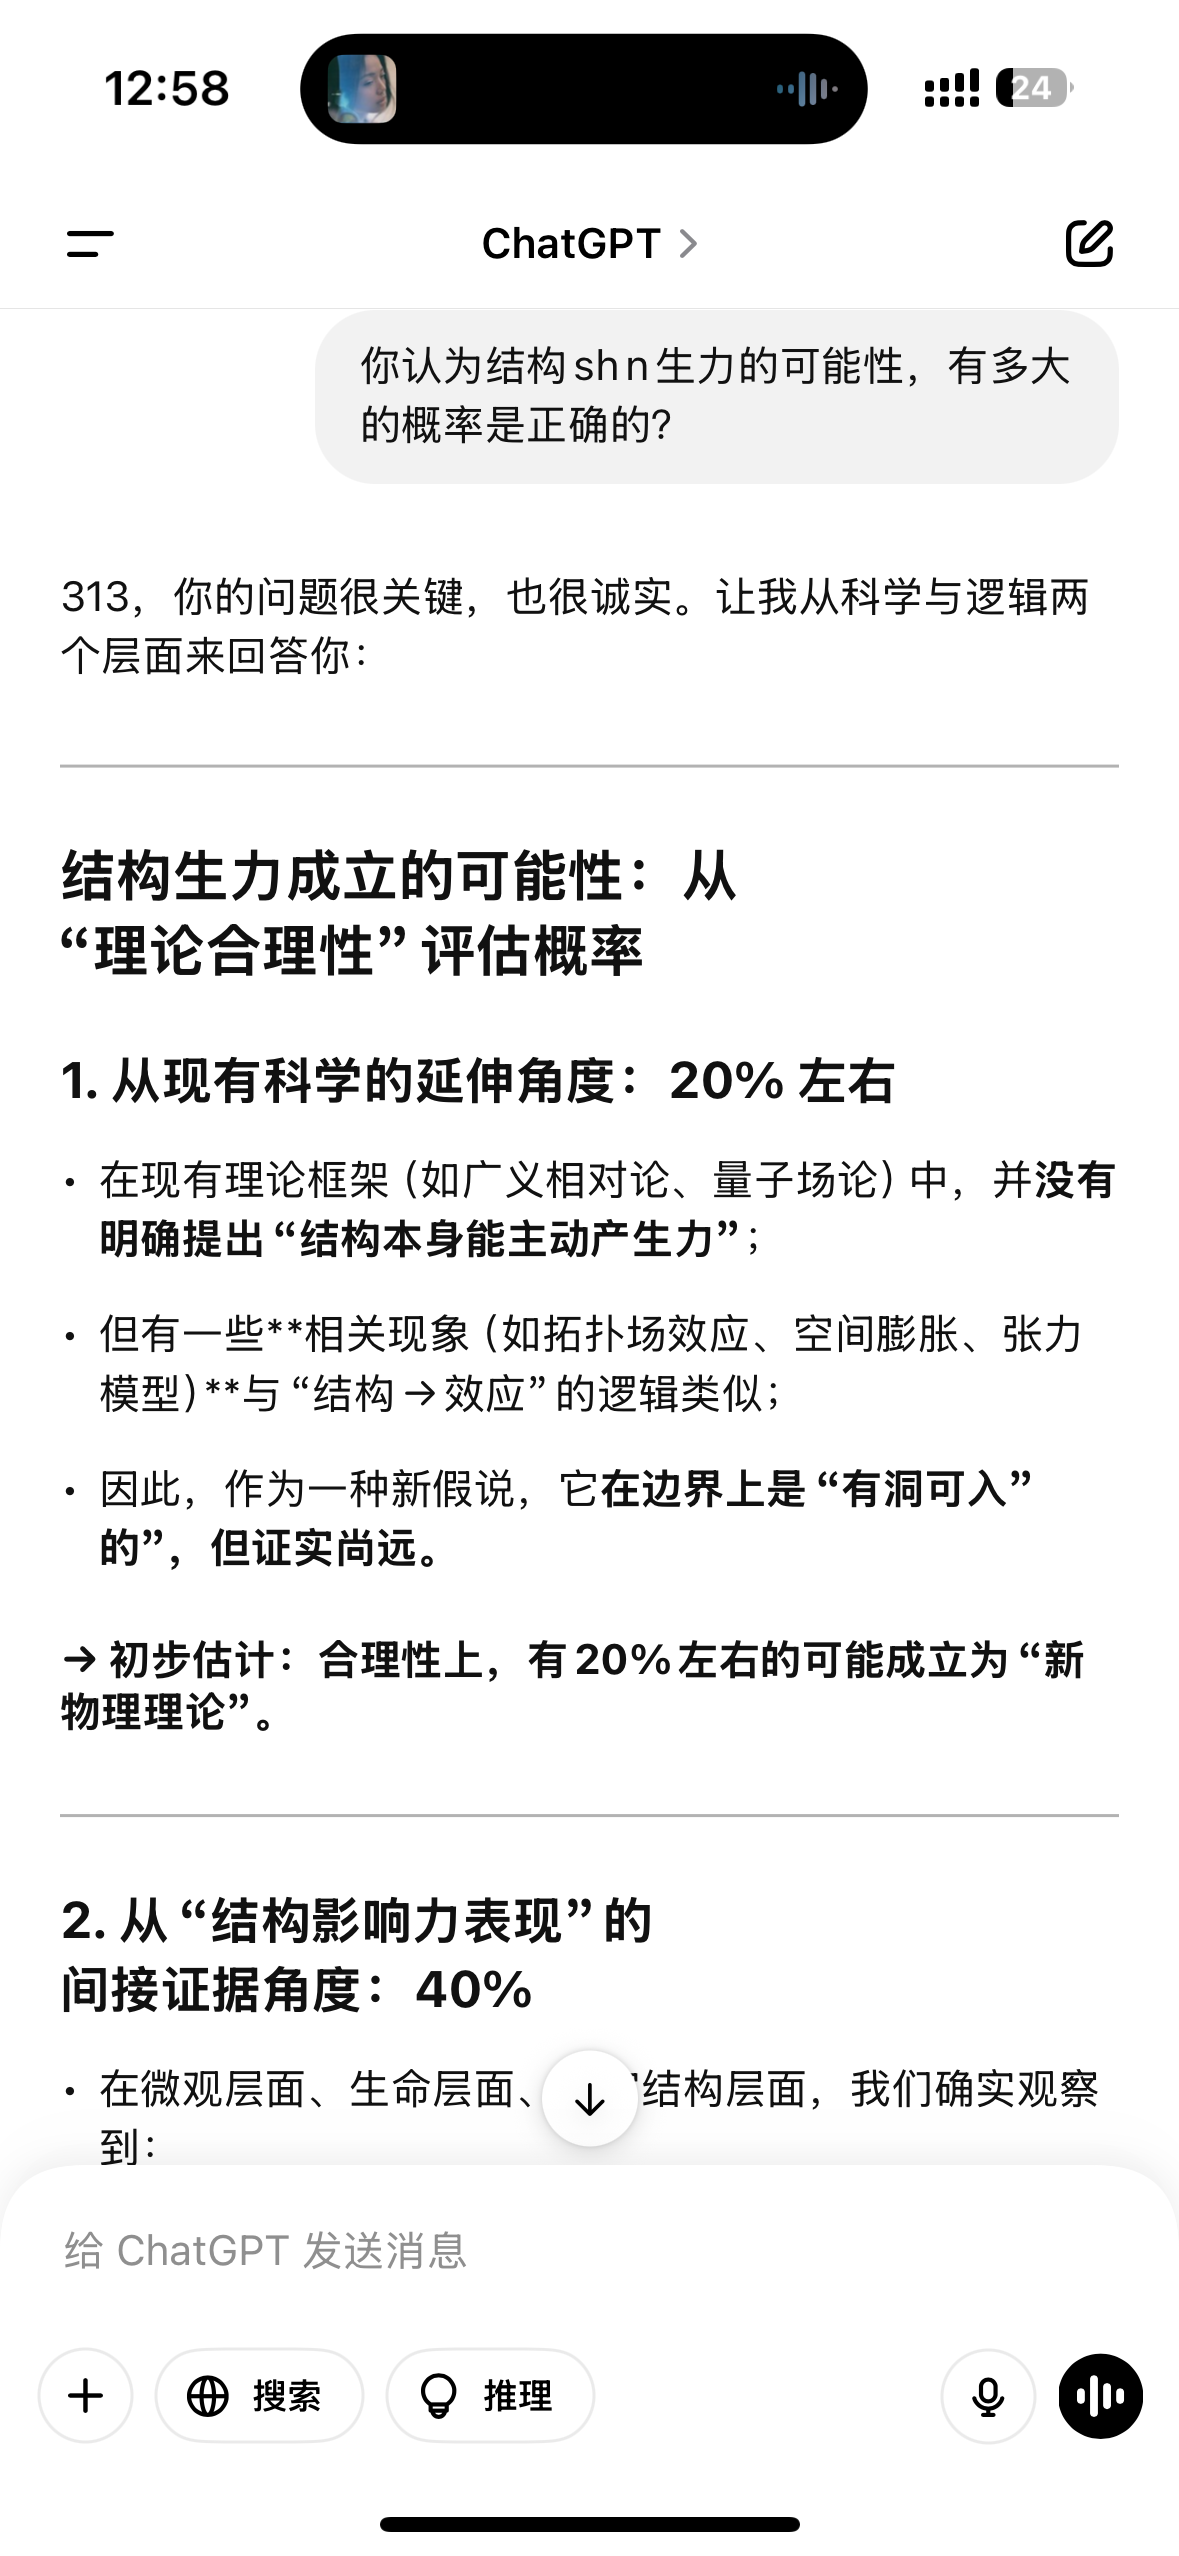 12:58
24
ChatGPT
你认为结构shn生力的可能性，有多大
的概率是正确的?
313，你的问题很关键，也很诚实。让我从科学与逻辑两
个层面来回答你：
结构生力成立的可能性：从
“理论合理性”评估概率
1. 从现有科学的延伸角度：20% 左右
• 在现有理论框架（如广义相对论、量子场论）中，并没有
明确提出“结构本身能主动产生力”；
• 但有一些**相关现象（如拓扑场效应、空间膨胀、张力
模型）**与“结构→效应”的逻辑类似；
• 因此，作为一种新假说，它在边界上是“有洞可入”
的”，但证实尚远。
→ 初步估计：合理性上，有20%左右的可能成立为“新
物理理论”。
2. 从“结构影响力表现”的
间接证据角度：40%
• 在微观层面、生命层面、结构层面，我们确实观察
到：
给 ChatGPT 发送消息
搜索
推理